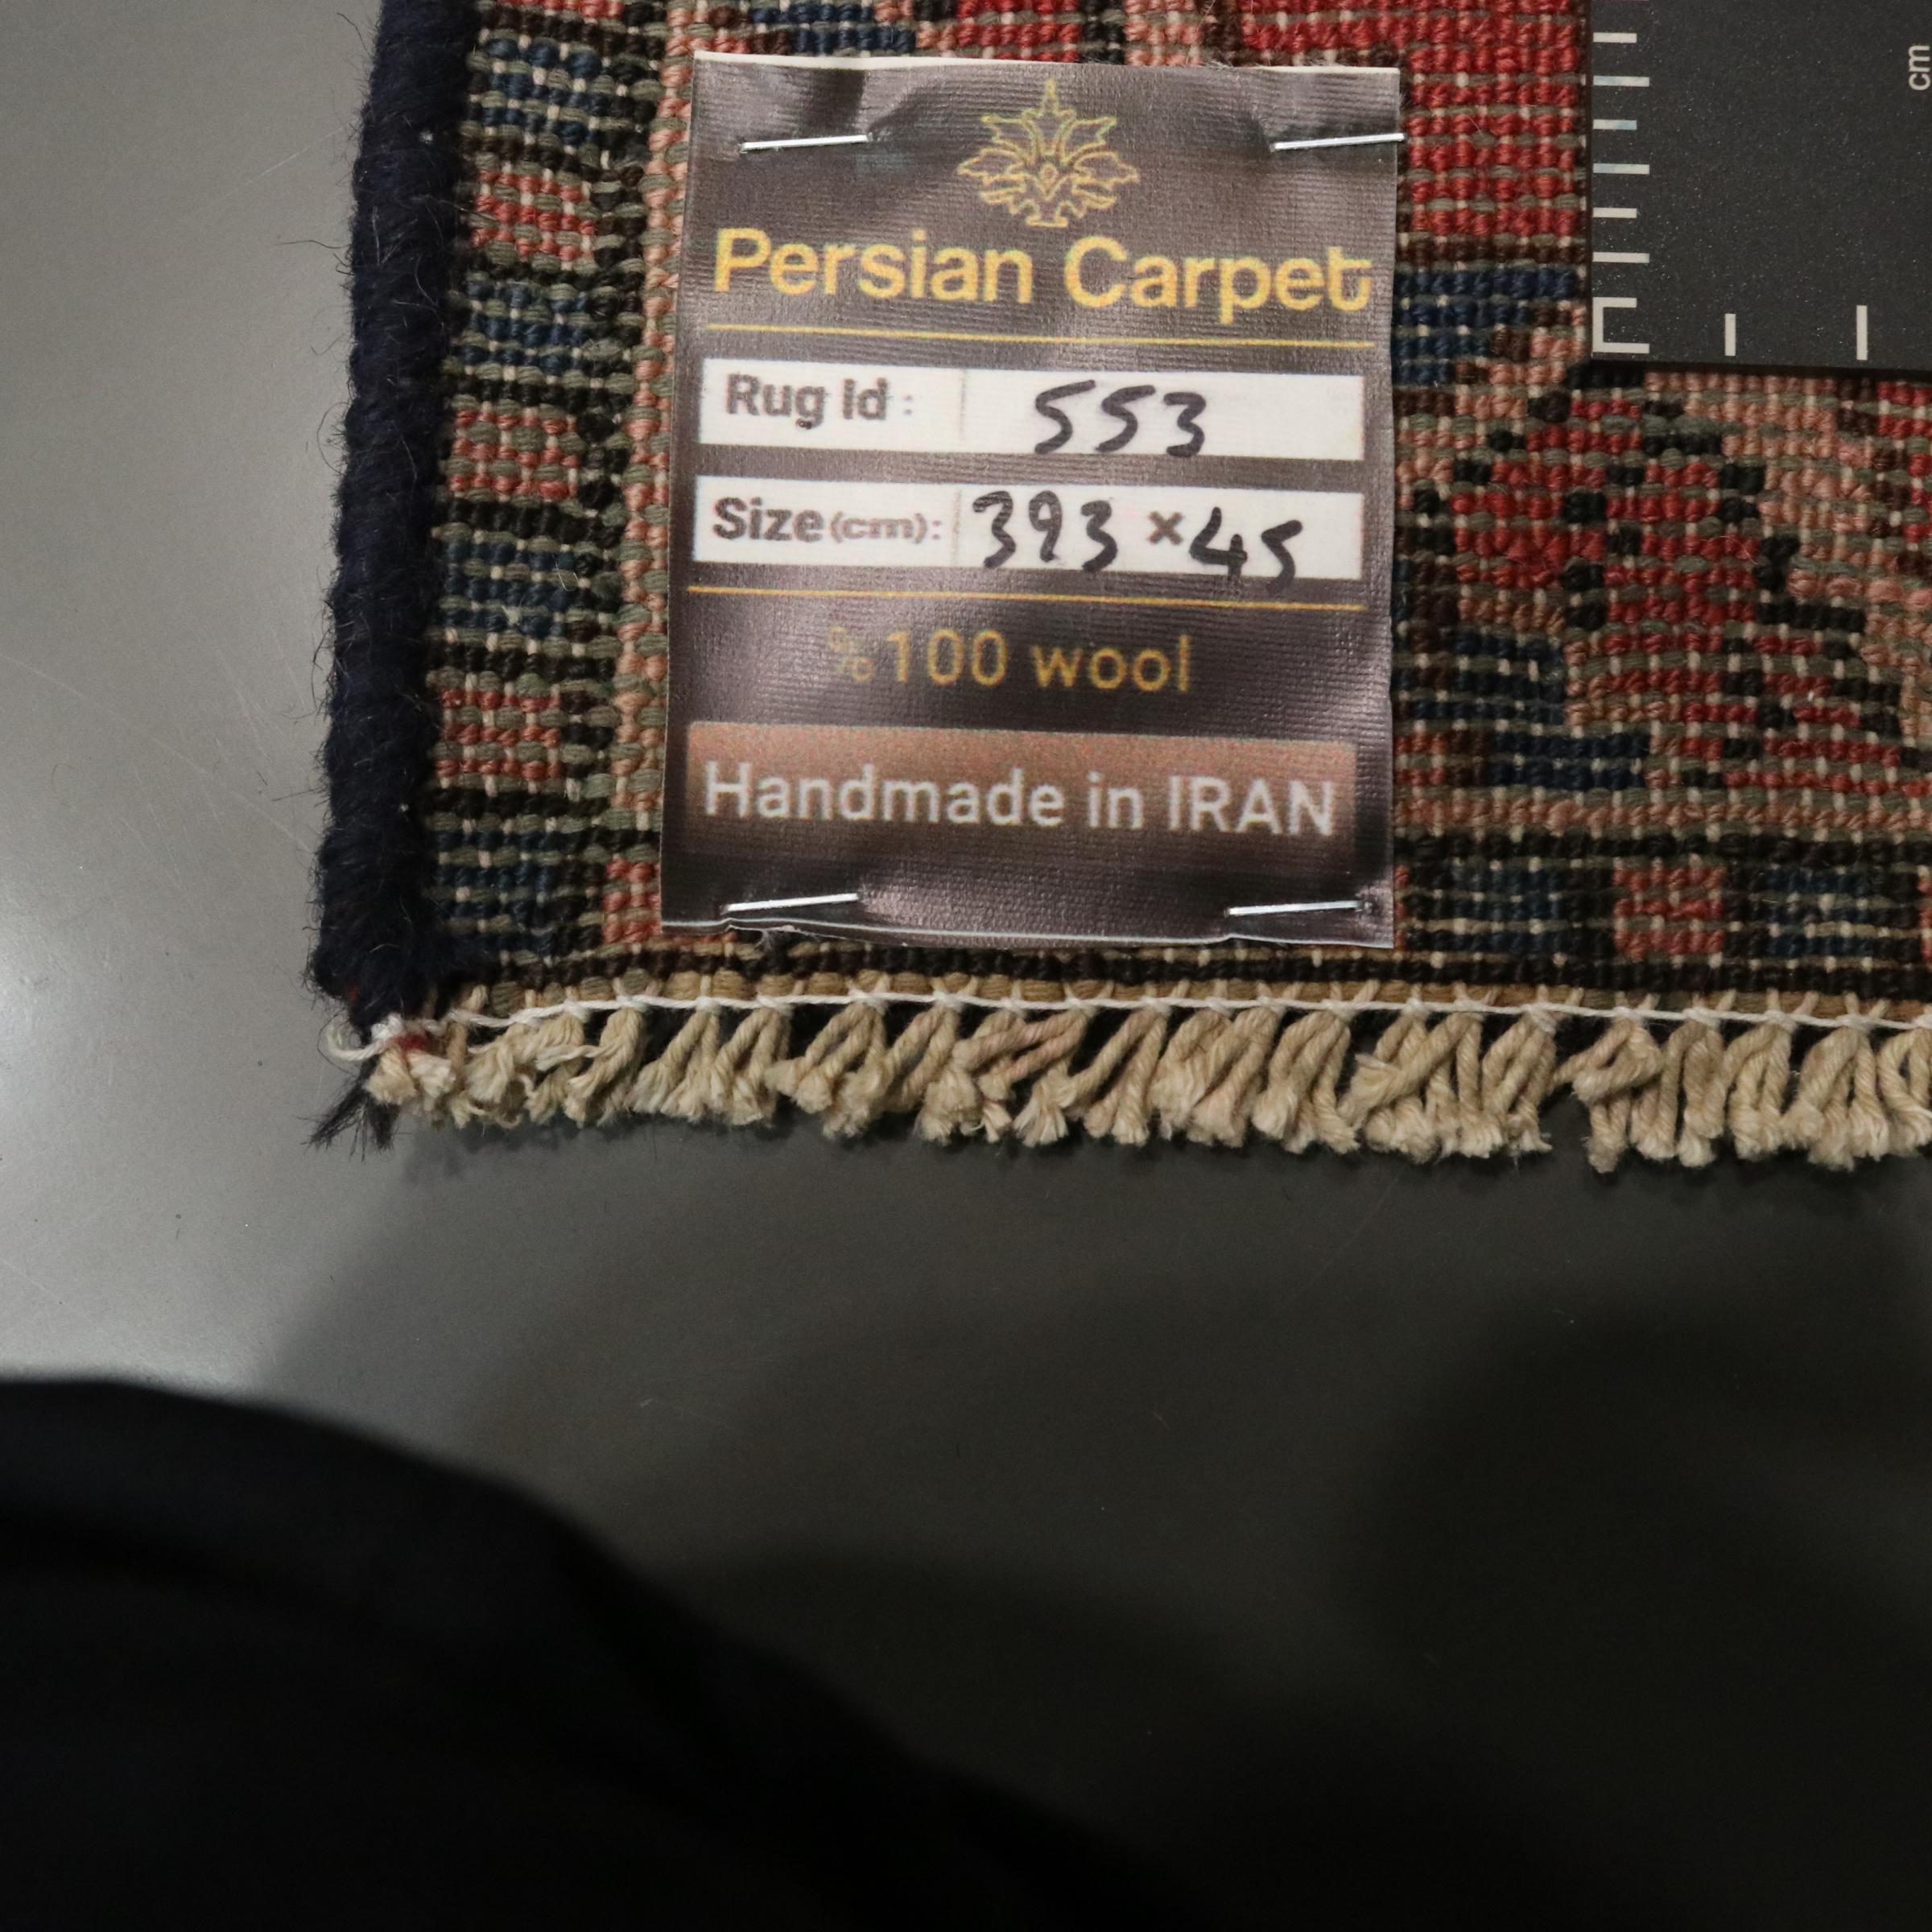 cm
Persian Carpet
Rug Id : 553
Size (cm): 393 × 45
%100 wool
Handmade in IRAN